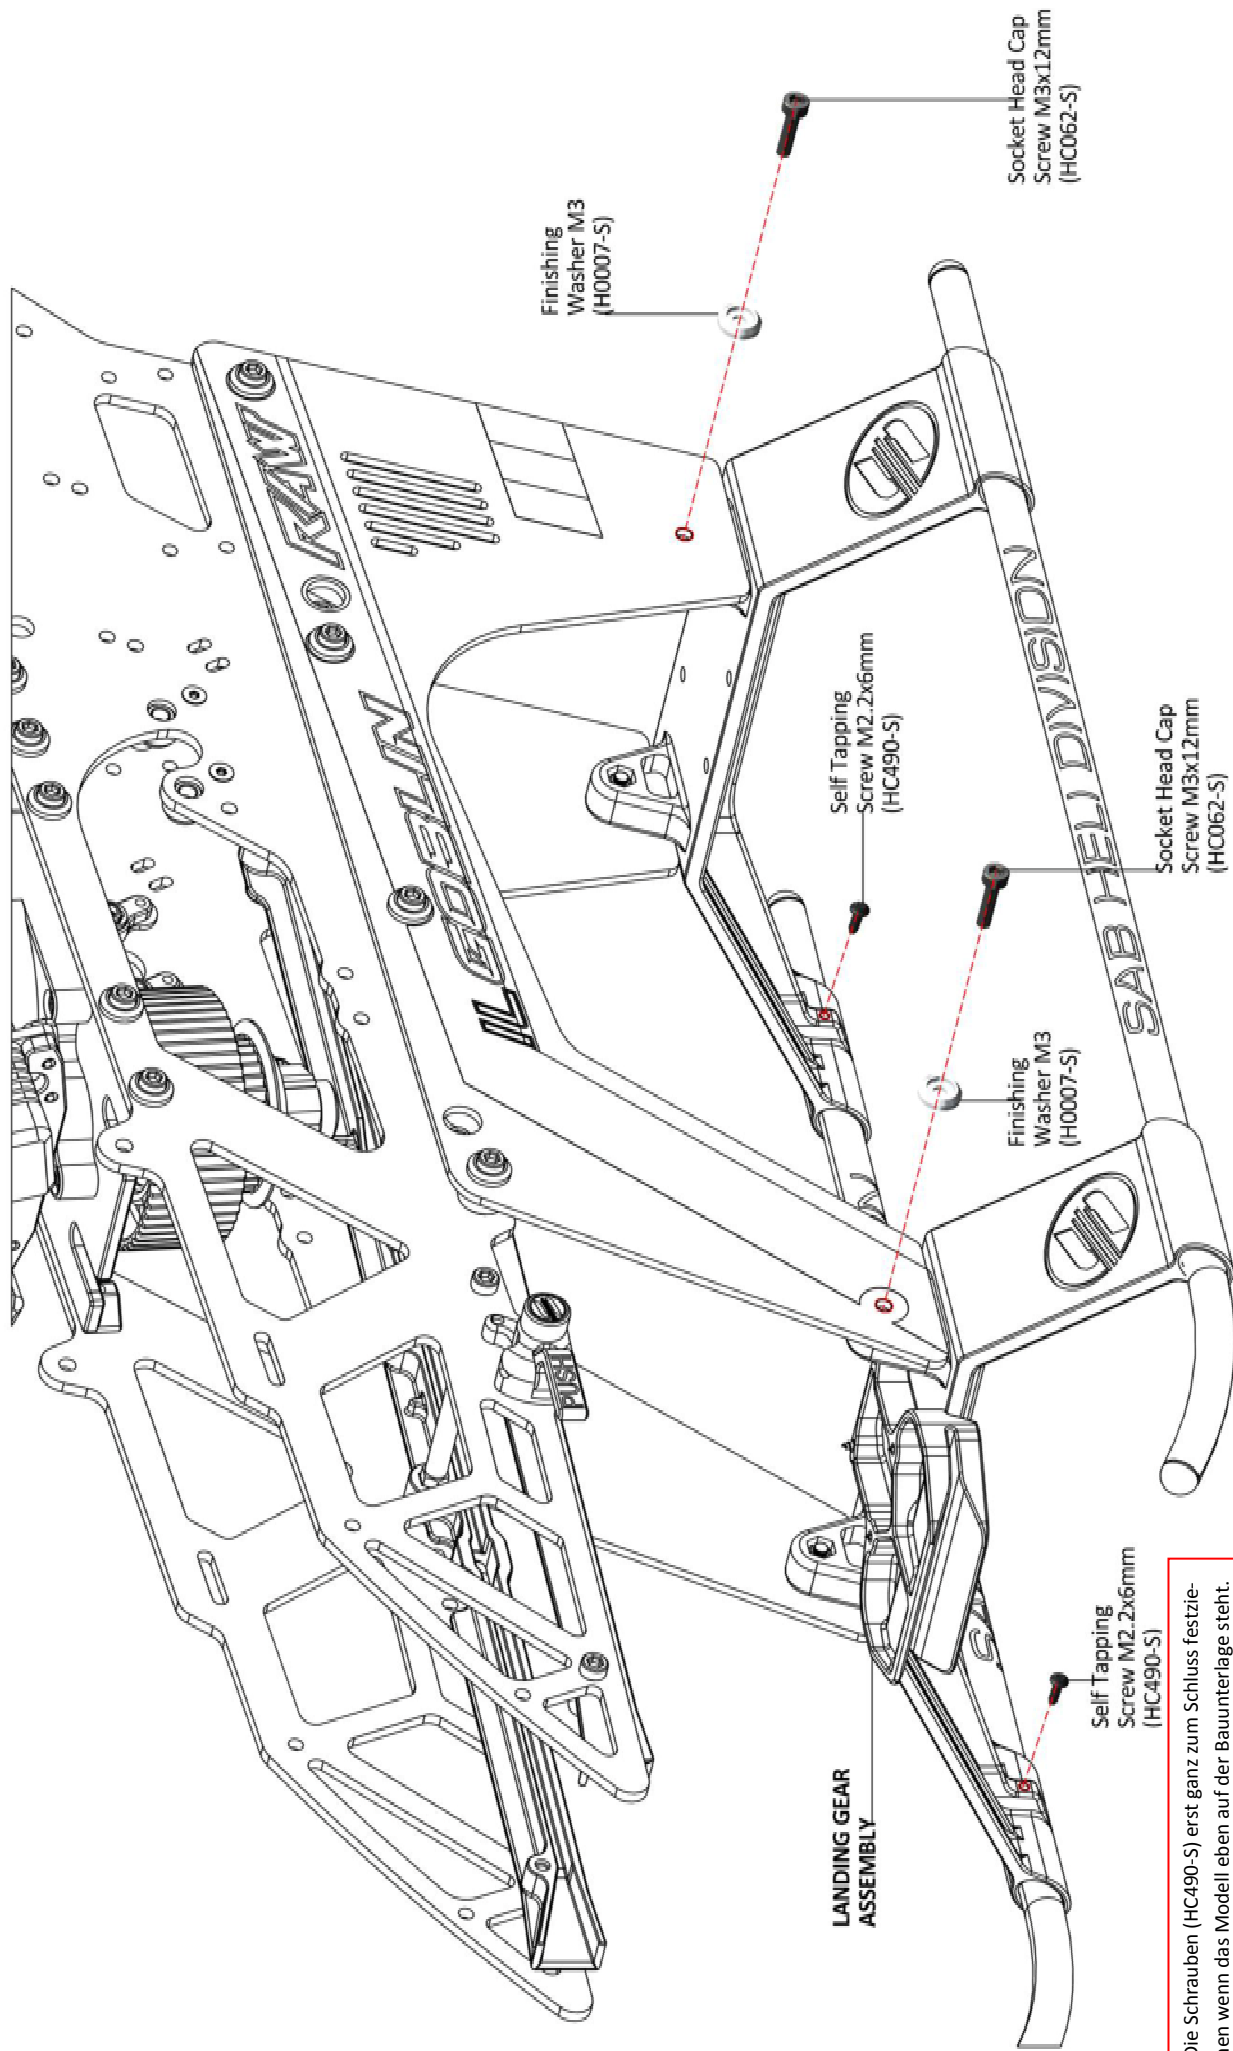 IL GOBLIN RAW
PUSH
Finishing
Washer M3
(H0007-S)
Socket Head Cap
Screw M3x12mm
(HC062-S)
Self Tapping
Screw M2.2x6mm
(HC490-S)
LANDING GEAR
ASSEMBLY
Finishing
Washer M3
(H0007-S)
SAB HELI DIVISION
Self Tapping
Screw M2.2x6mm
(HC490-S)
Socket Head Cap
Screw M3x12mm
(HC062-S)
Die Schrauben (HC490-S) erst ganz zum Schluss festzie-
hen wenn das Modell eben auf der Bauunterlage steht.